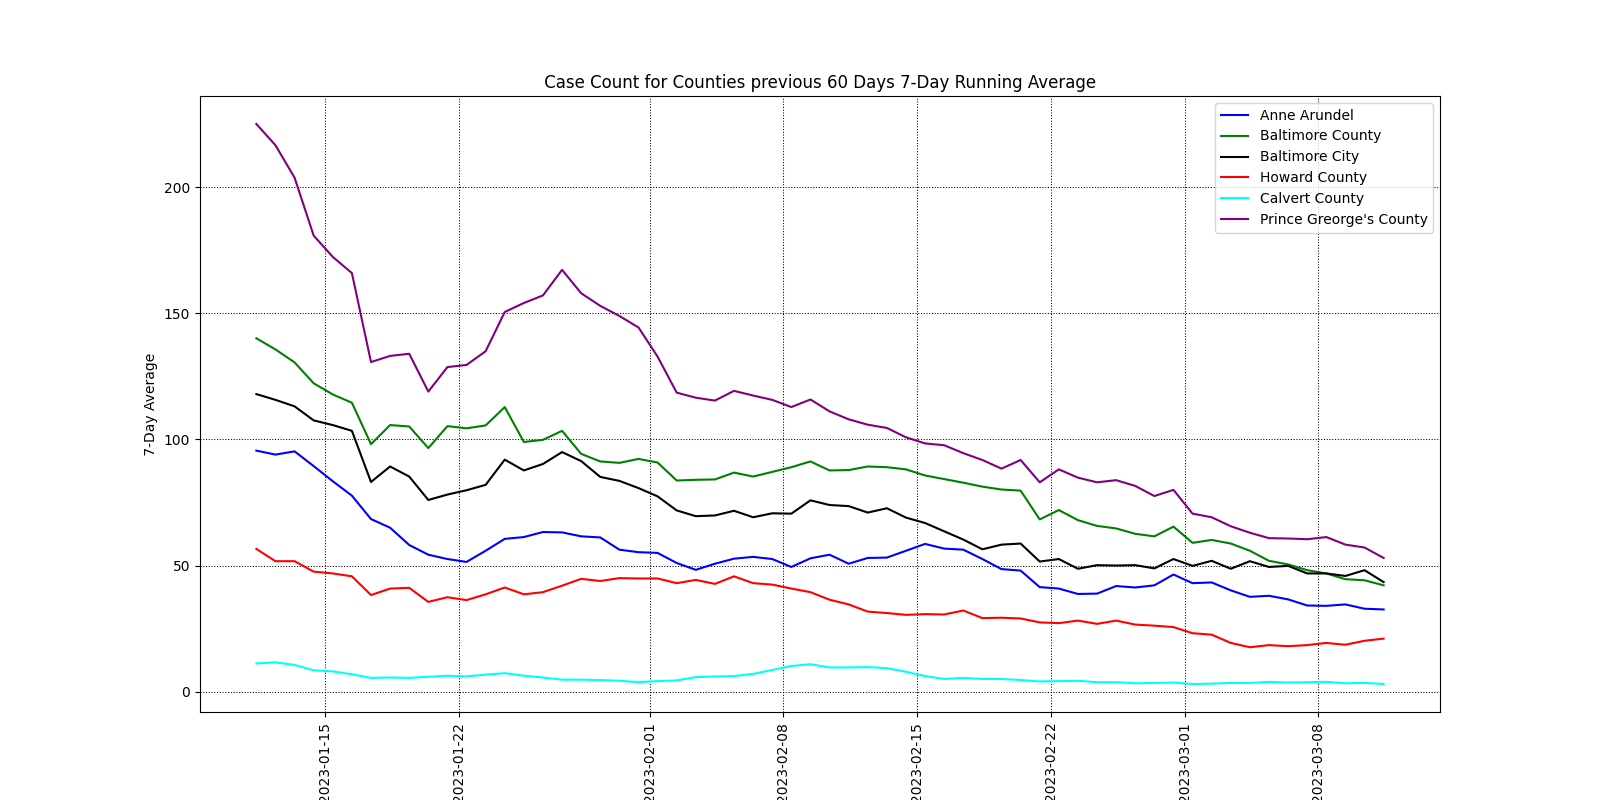 Case Count for Counties previous 60 Days 7-Day Running Average
Anne Arundel
Baltimore County
Baltimore City
Howard County
Calvert County
Prince Greorge's County
7-Day Average
200
150
100
50
0
2023-01-15
2023-01-22
2023-02-01
2023-02-08
2023-02-15
2023-02-22
2023-03-01
2023-03-08